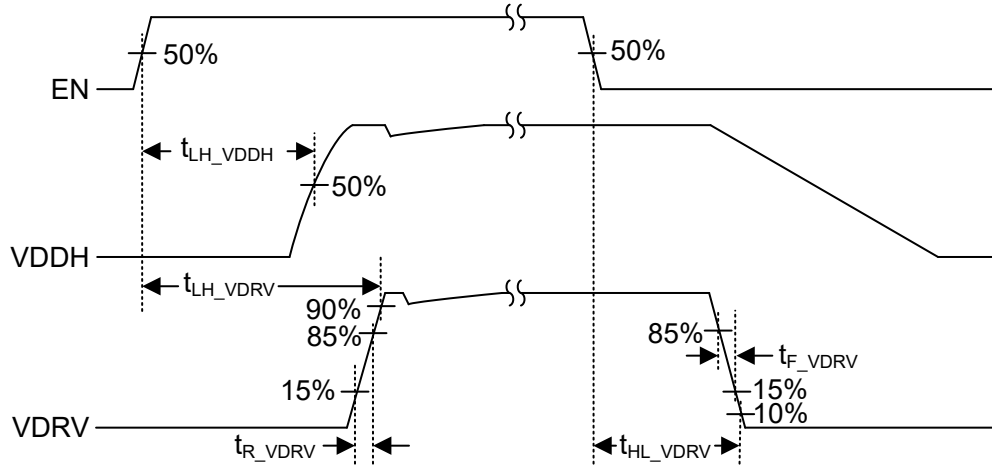 50%
50%
EN
tLH_VDDH
50%
VDDH
tLH_VDRV
90%
85%
85%
tF_VDRV
15%
15%
10%
VDRV
tR_VDRV
tHL_VDRV